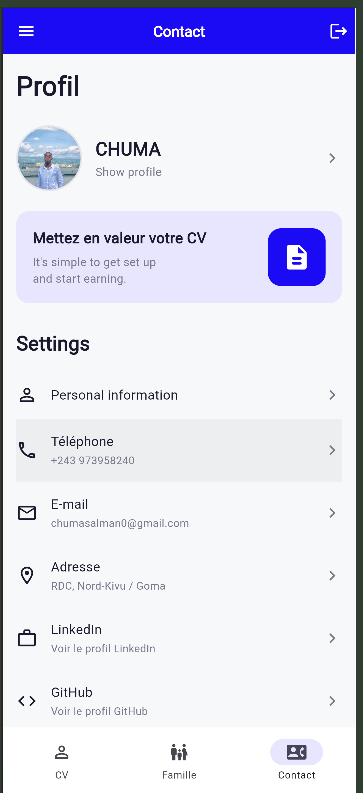 Contact
Profil
CHUMA
Show profile
Mettez en valeur votre CV
It's simple to get set up
and start earning.
Settings
Personal information
Téléphone
+243 973958240
E-mail
chumasalman0@gmail.com
Adresse
RDC, Nord-Kivu / Goma
LinkedIn
Voir le profil LinkedIn
GitHub
Voir le profil GitHub
CV
Famille
Contact